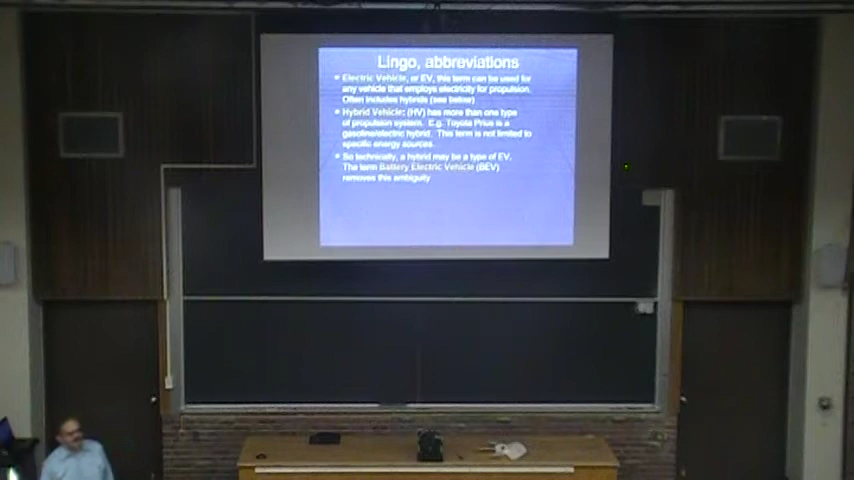 Lingo, abbreviations
Electric Vehicle, or EV, this term can be used for
any vehicle that employs electricity for propulsion.
Often includes hybrids (see below)
Hybrid Vehicle: (HV) has more than one type
of propulsion system. E.g. Toyota Prius is a
gasoline/electric hybrid. This term is not limited to
specific energy sources.
So technically, a hybrid may be a type of EV.
The term Battery Electric Vehicle (BEV)
removes this ambiguity